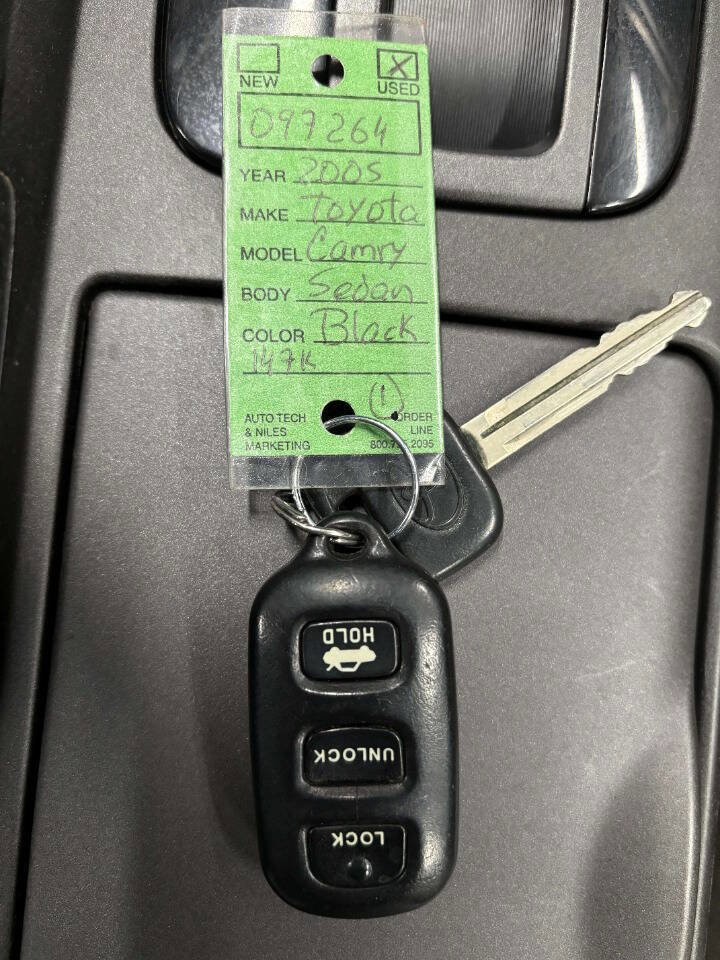 NEW
X
USED
097264
YEAR 2005
MAKE Toyota
MODEL Camry
BODY Sedan
COLOR Black
147K
1
AUTO TECH
& NILES
MARKETING
ORDER
LINE
HOLD
UNLOCK
LOCK